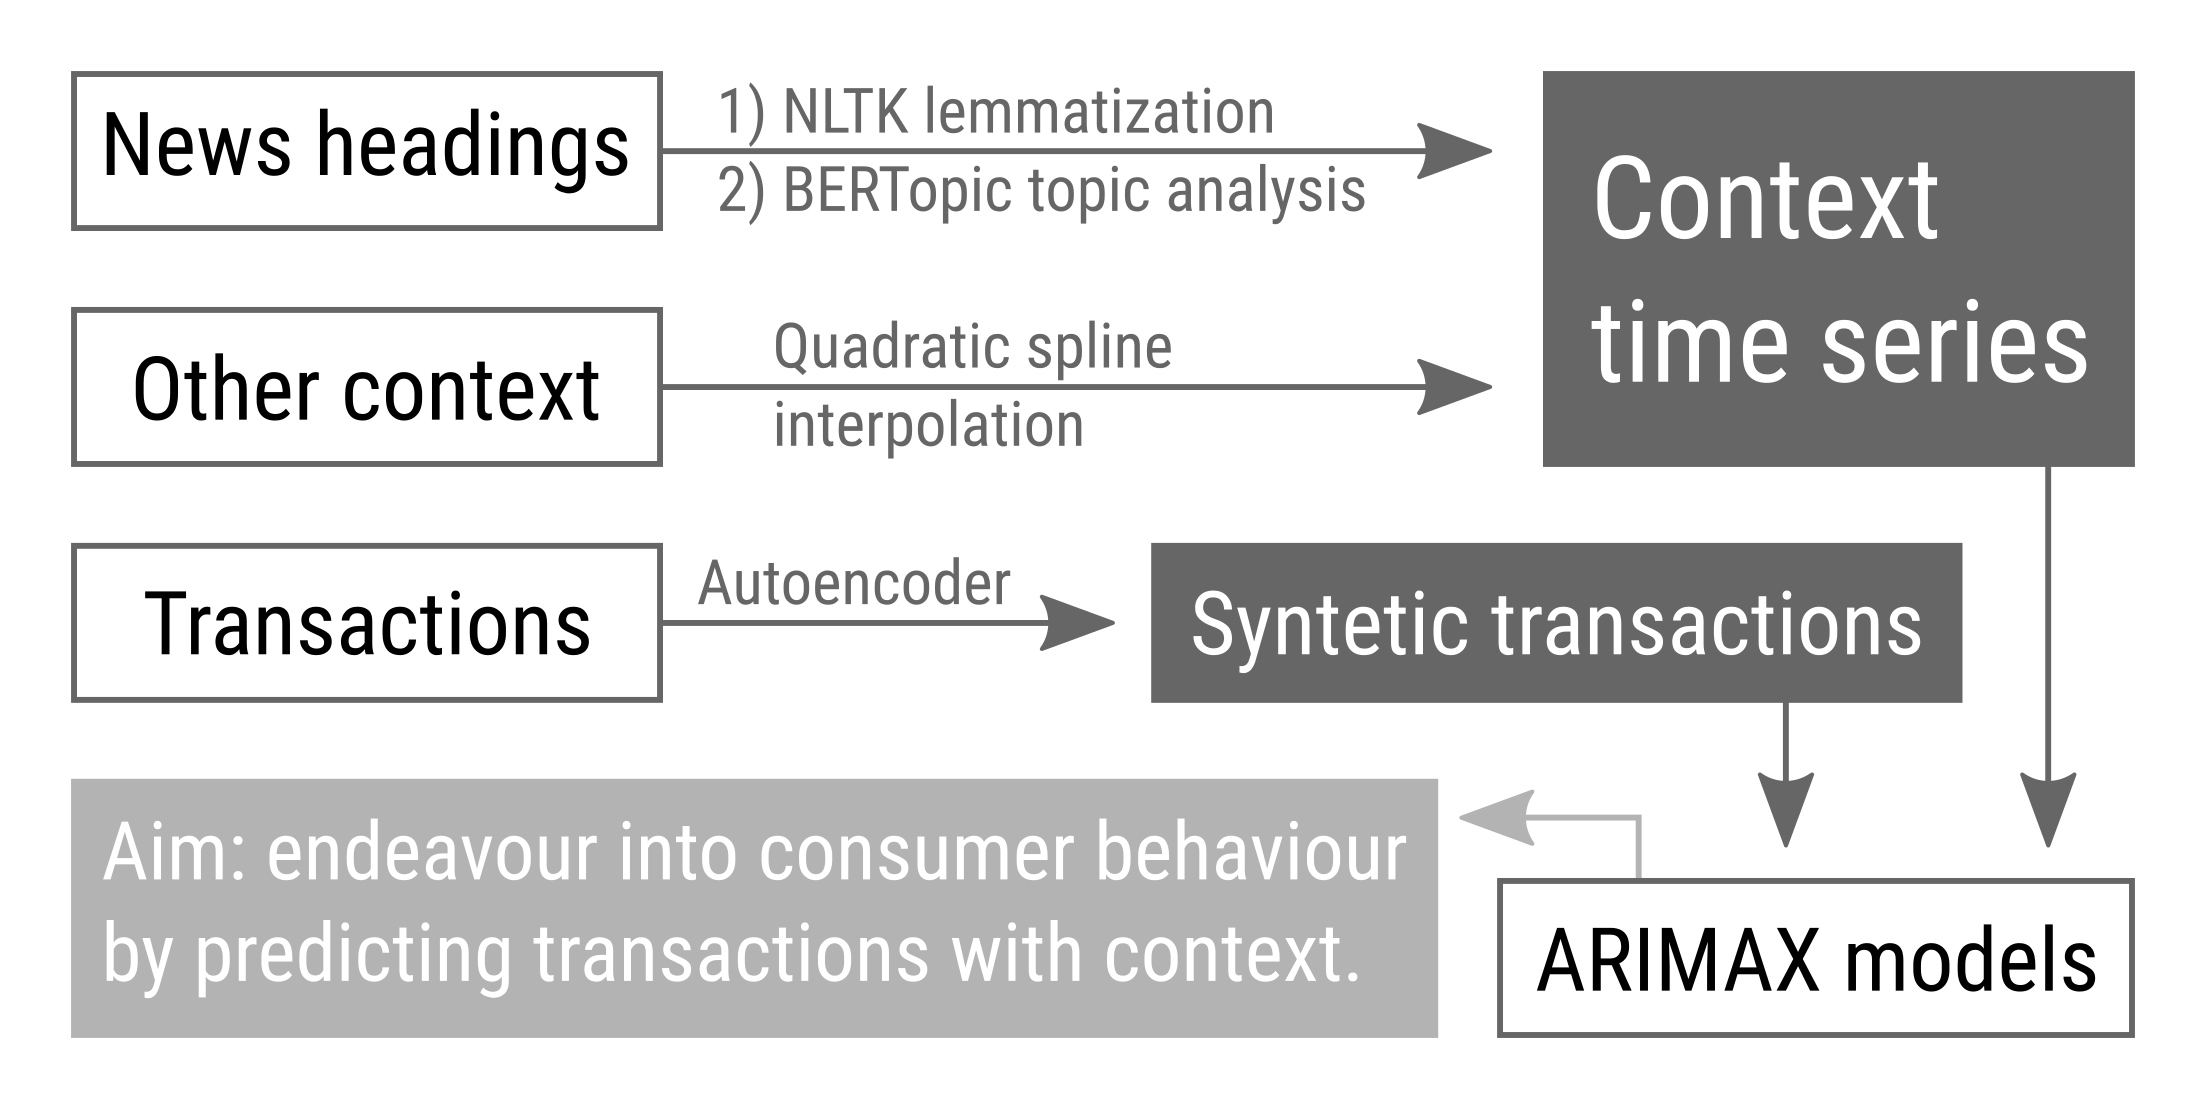 News headings
1) NLTK lemmatization
2) BERTopic topic analysis
Context
time series
Other context
Quadratic spline
interpolation
Transactions
Autoencoder
Syntetic transactions
Aim: endeavour into consumer behaviour
by predicting transactions with context.
ARIMAX models